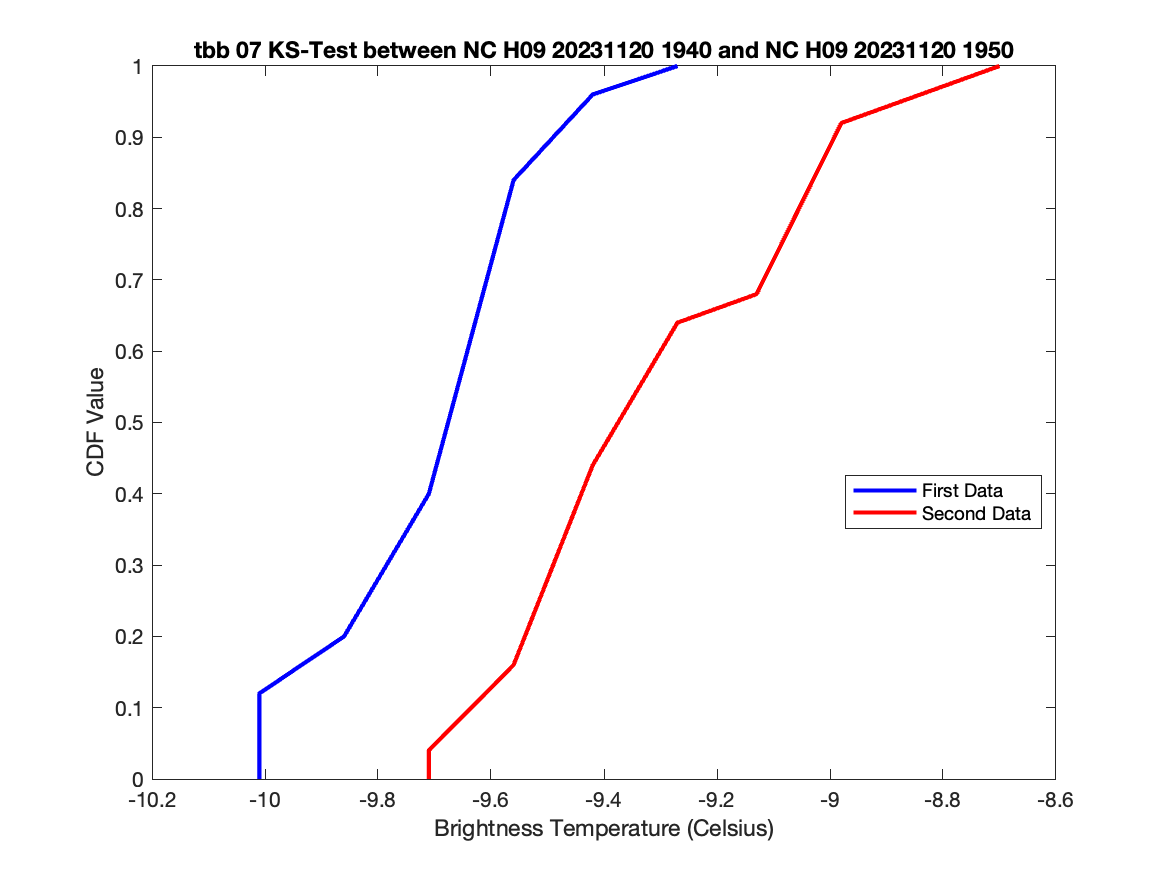 tbb 07 KS-Test between NC H09 20231120 1940 and NC H09 20231120 1950
1
0.9
0.8
0.7
0.6
0.5
0.4
0.3
0.2
0.1
0
CDF Value
First Data
Second Data
-10.2 -10 -9.8 -9.6 -9.4 -9.2 -9 -8.8 -8.6
Brightness Temperature (Celsius)